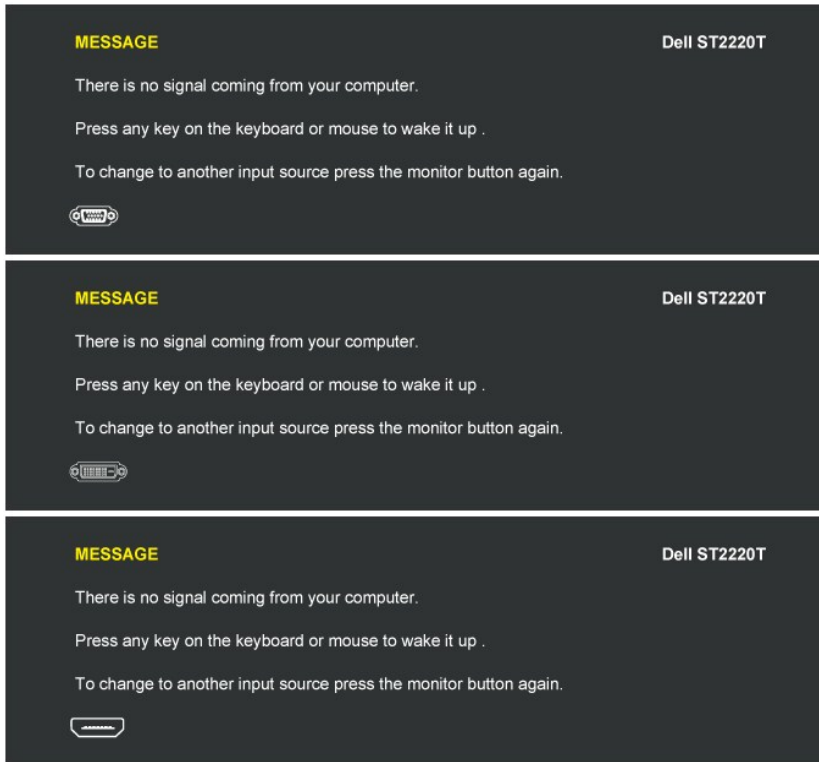 MESSAGE Dell ST2220T
There is no signal coming from your computer.
Press any key on the keyboard or mouse to wake it up .
To change to another input source press the monitor button again.
MESSAGE Dell ST2220T
There is no signal coming from your computer.
Press any key on the keyboard or mouse to wake it up .
To change to another input source press the monitor button again.
MESSAGE Dell ST2220T
There is no signal coming from your computer.
Press any key on the keyboard or mouse to wake it up .
To change to another input source press the monitor button again.